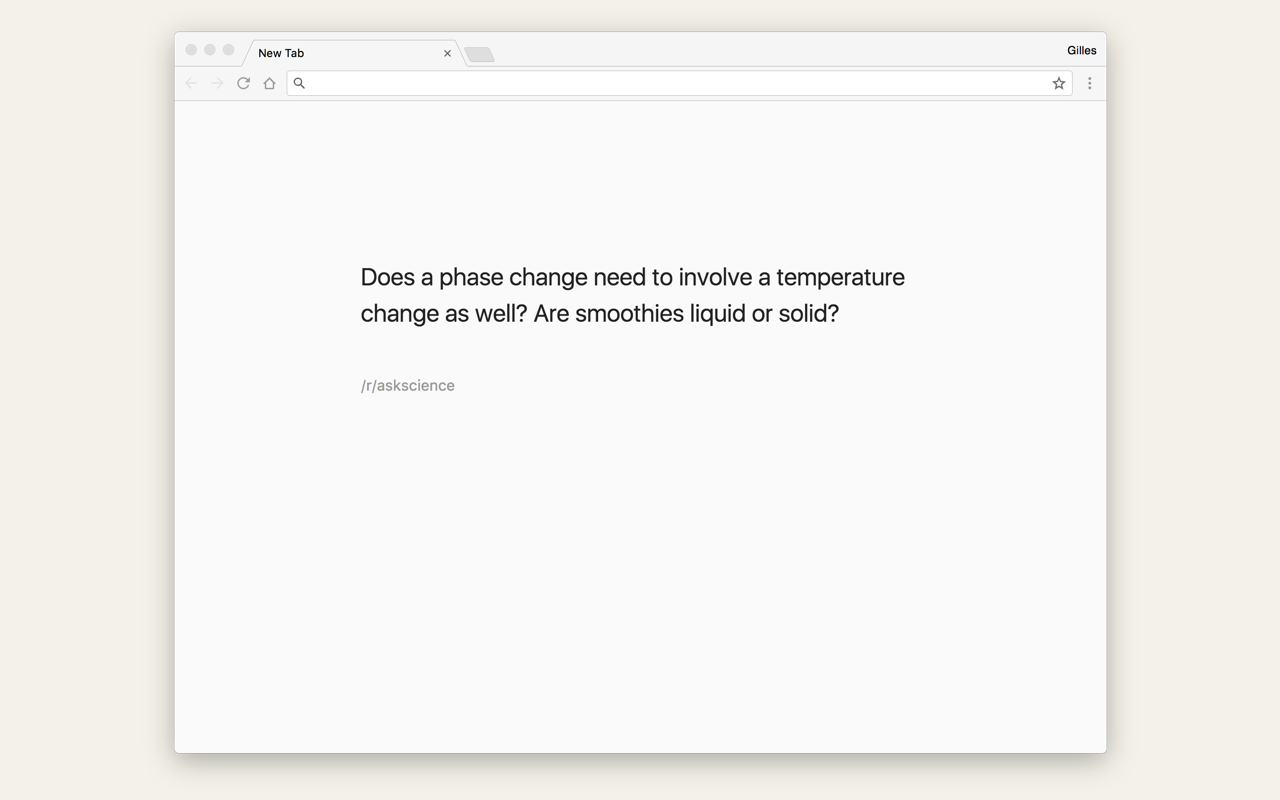 New Tab
Gilles
Does a phase change need to involve a temperature
change as well? Are smoothies liquid or solid?
/r/askscience